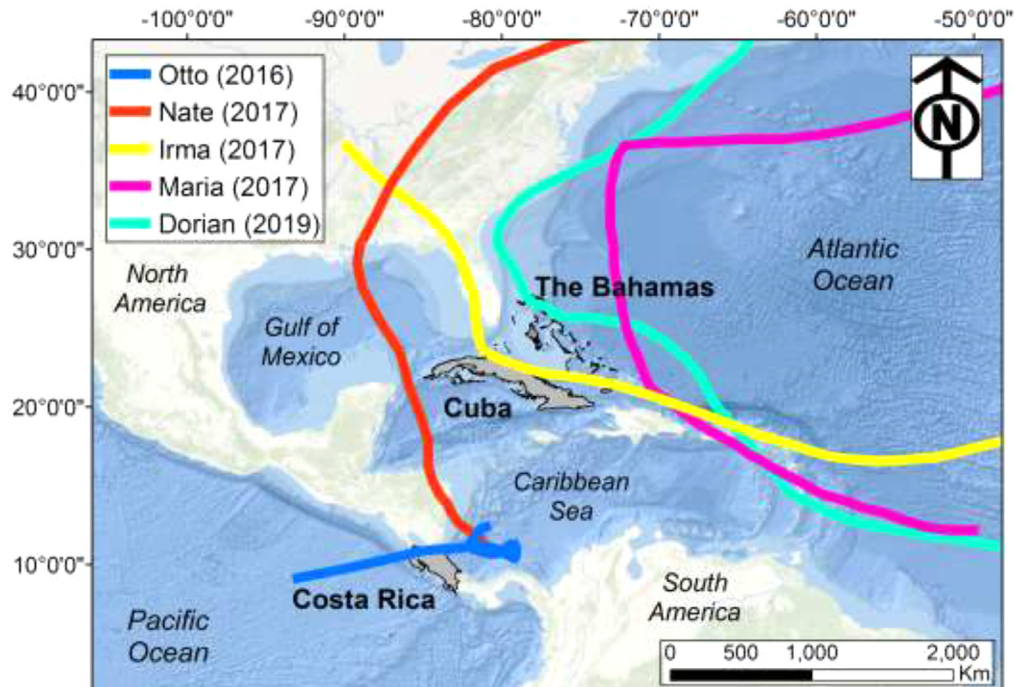 -100°0'0" -90°0'0" -80°0'0" -70°0'0" -60°0'0" -50°0'0"
40°0'0"
30°0'0"
20°0'0"
10°0'0"
Otto (2016)
Nate (2017)
Irma (2017)
Maria (2017)
Dorian (2019)
N
North
America
Gulf of
Mexico
The Bahamas
Atlantic
Ocean
Cuba
Caribbean
Sea
Costa Rica
South
America
Pacific
Ocean
0 500 1,000 2,000
Km